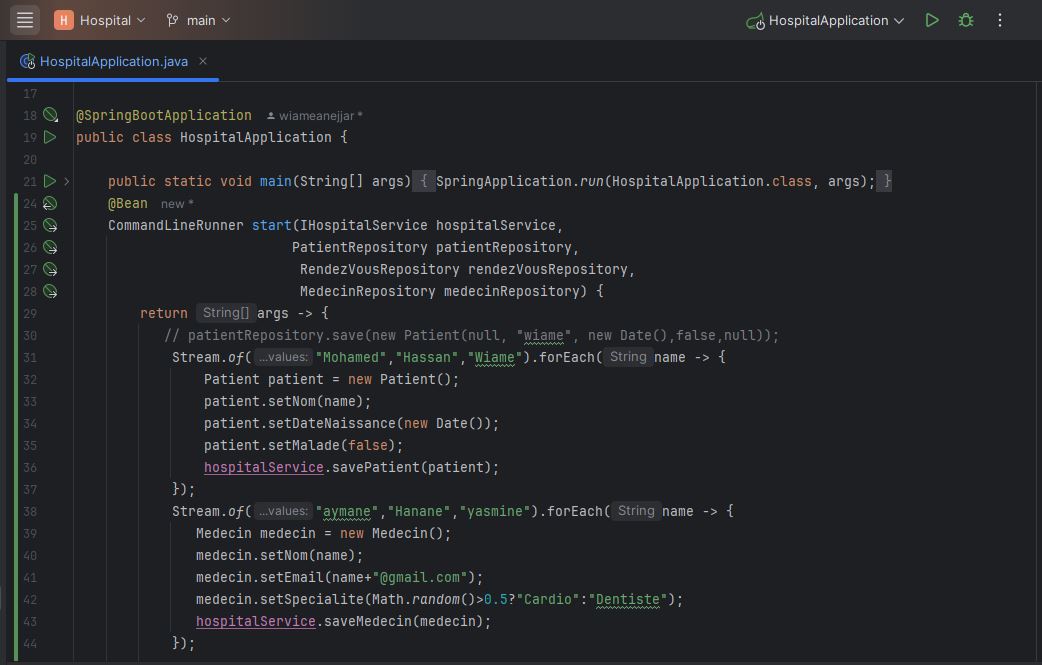 H Hospital main HospitalApplication
HospitalApplication.java
17
18 @SpringBootApplication wiameanejjar *
19 public class HospitalApplication {
20
21 public static void main(String[] args) { SpringApplication.run(HospitalApplication.class, args); }
24 @Bean new *
25 CommandLineRunner start(IHospitalService hospitalService,
26 PatientRepository patientRepository,
27 RendezVousRepository rendezVousRepository,
28 MedecinRepository medecinRepository) {
29 return String[] args -> {
30 // patientRepository.save(new Patient(null, "wiame", new Date(),false,null));
31 Stream.of( ...values: "Mohamed","Hassan","Wiame").forEach( String name -> {
32 Patient patient = new Patient();
33 patient.setNom(name);
34 patient.setDateNaissance(new Date());
35 patient.setMalade(false);
36 hospitalService.savePatient(patient);
37 });
38 Stream.of( ...values: "aymane","Hanane","yasmine").forEach( String name -> {
39 Medecin medecin = new Medecin();
40 medecin.setNom(name);
41 medecin.setEmail(name+"@gmail.com");
42 medecin.setSpecialite(Math.random()>0.5?"Cardio":"Dentiste");
43 hospitalService.saveMedecin(medecin);
44 });